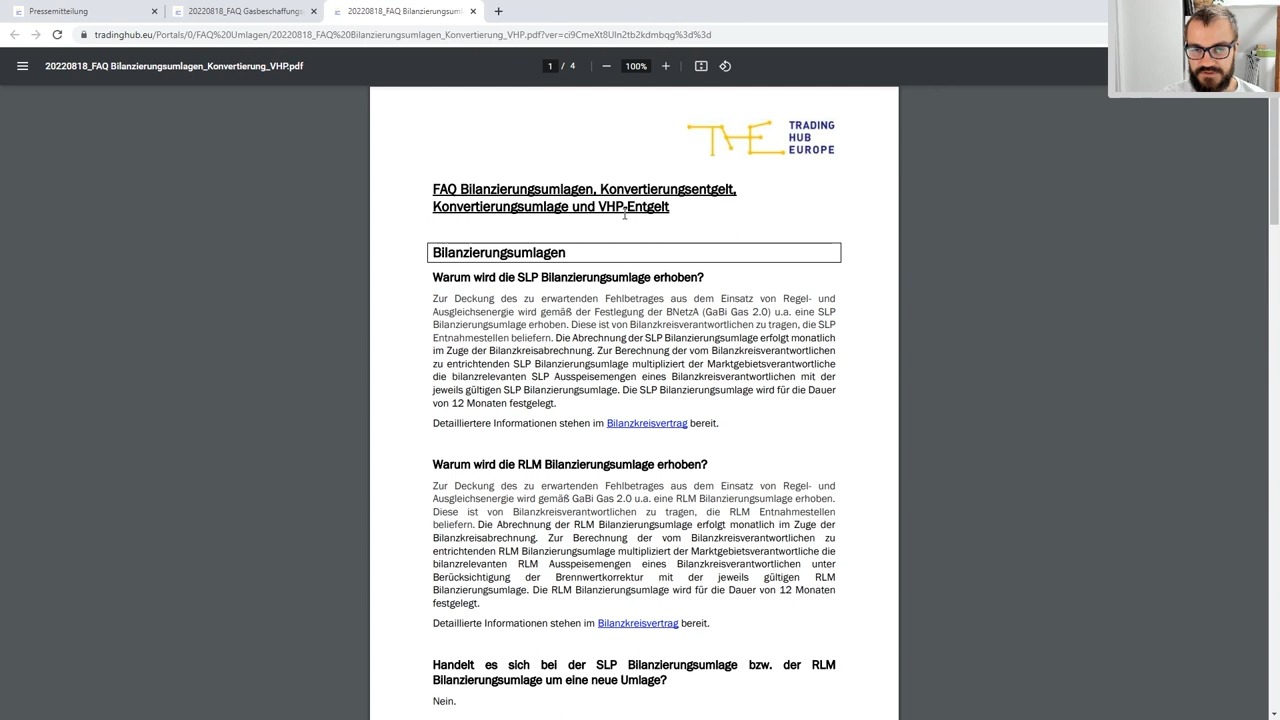 Pressemitteilung
20220818_FAQ Gasbeschaffungs
20220818_FAQ Bilanzierungsuml
tradinghub.eu/Portals/0/FAQ%20Umlagen/20220818_FAQ%20Bilanzierungsumlagen_Konvertierung_VHP.pdf?ver=ci9CmeXt8Uln2tb2kdmbqg%3d%3d
20220818_FAQ Bilanzierungsumlagen_Konvertierung_VHP.pdf
1 / 4
100%
TRADING
HUB
EUROPE
FAQ Bilanzierungsumlagen, Konvertierungsentgelt,
Konvertierungsumlage und VHP-Entgelt
Bilanzierungsumlagen
Warum wird die SLP Bilanzierungsumlage erhoben?
Zur Deckung des zu erwartenden Fehlbetrages aus dem Einsatz von Regel- und
Ausgleichsenergie wird gemäß der Festlegung der BNetzA (GaBi Gas 2.0) u.a. eine SLP
Bilanzierungsumlage erhoben. Diese ist von Bilanzkreisverantwortlichen zu tragen, die SLP
Entnahmestellen beliefern. Die Abrechnung der SLP Bilanzierungsumlage erfolgt monatlich
im Zuge der Bilanzkreisabrechnung. Zur Berechnung der vom Bilanzkreisverantwortlichen
zu entrichtenden SLP Bilanzierungsumlage multipliziert der Marktgebietsverantwortliche
die bilanzrelevanten SLP Ausspeisemengen eines Bilanzkreisverantwortlichen mit der
jeweils gültigen SLP Bilanzierungsumlage. Die SLP Bilanzierungsumlage wird für die Dauer
von 12 Monaten festgelegt.
Detailliertere Informationen stehen im Bilanzkreisvertrag bereit.
Warum wird die RLM Bilanzierungsumlage erhoben?
Zur Deckung des zu erwartenden Fehlbetrages aus dem Einsatz von Regel- und
Ausgleichsenergie wird gemäß GaBi Gas 2.0 u.a. eine RLM Bilanzierungsumlage erhoben.
Diese ist von Bilanzkreisverantwortlichen zu tragen, die RLM Entnahmestellen
beliefern. Die Abrechnung der RLM Bilanzierungsumlage erfolgt monatlich im Zuge der
Bilanzkreisabrechnung. Zur Berechnung der vom Bilanzkreisverantwortlichen zu
entrichtenden RLM Bilanzierungsumlage multipliziert der Marktgebietsverantwortliche die
bilanzrelevanten RLM Ausspeisemengen eines Bilanzkreisverantwortlichen unter
Berücksichtigung der Brennwertkorrektur mit der jeweils gültigen RLM
Bilanzierungsumlage. Die RLM Bilanzierungsumlage wird für die Dauer von 12 Monaten
festgelegt.
Detaillierte Informationen stehen im Bilanzkreisvertrag bereit.
Handelt es sich bei der SLP Bilanzierungsumlage bzw. der RLM
Bilanzierungsumlage um eine neue Umlage?
Nein.